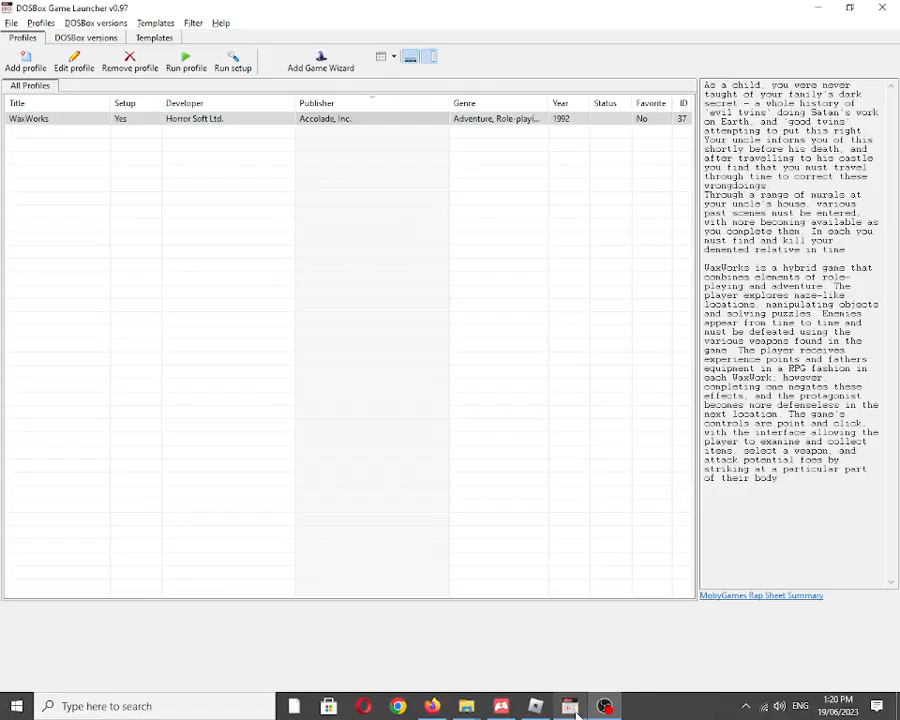 DOSBox Game Launcher v0.97
File Profiles DOSBox versions Templates Filter Help
Profiles DOSBox versions Templates
Add profile Edit profile Remove profile Run profile Run setup Add Game Wizard
All Profiles
Title Setup Developer Publisher Genre Year Status Favorite ID
WaxWorks Yes Horror Soft Ltd. Accolade, Inc. Adventure, Role-playi... 1992 No 37
As a child, you were never
taught of your family's dark
secret - a whole history of
'evil twins' doing Satan's work
on Earth, and 'good twins'
attempting to put this right.
Your uncle informs you of this
shortly before his death, and
after travelling to his castle
you find that you must travel
through time to correct these
wrongdoings
Through a range of murals at
your uncle's house, various
past scenes must be entered,
with more becoming available as
you complete them. In each you
must find and kill your
demented relative in time
WaxWorks is a hybrid game that
combines elements of role-
playing and adventure. The
player explores maze-like
locations, manipulating objects
and solving puzzles. Enemies
appear from time to time and
must be defeated using the
various weapons found in the
game. The player receives
experience points and fathers
equipment in a RPG fashion in
each WaxWork; however,
completing one negates these
effects, and the protagonist
becomes more defenseless in the
next location. The game's
controls are point and click,
with the interface allowing the
player to examine and collect
items, select a weapon, and
attack potential foes by
striking at a particular part
of their body.
MobyGames Rap Sheet Summary
Type here to search
ENG
1:20 PM
19/06/2023